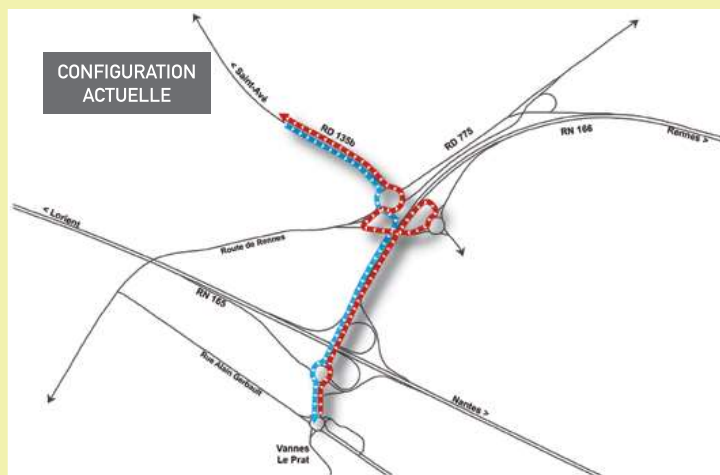 CONFIGURATION
ACTUELLE
< Saint-Avé
RD 135b
RD 775
RN 166
Rennes >
< Lorient
Route de Rennes
RN 165
Rue Alain Gerbault
Nantes >
Vannes
Le Prat